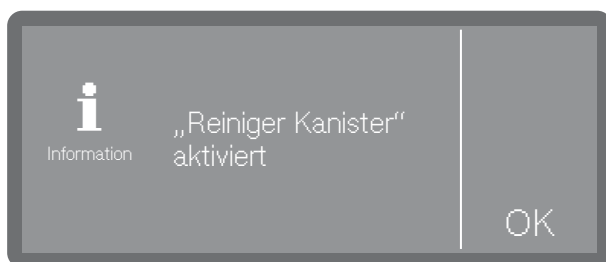 Information
„Reiniger Kanister“
aktiviert
OK